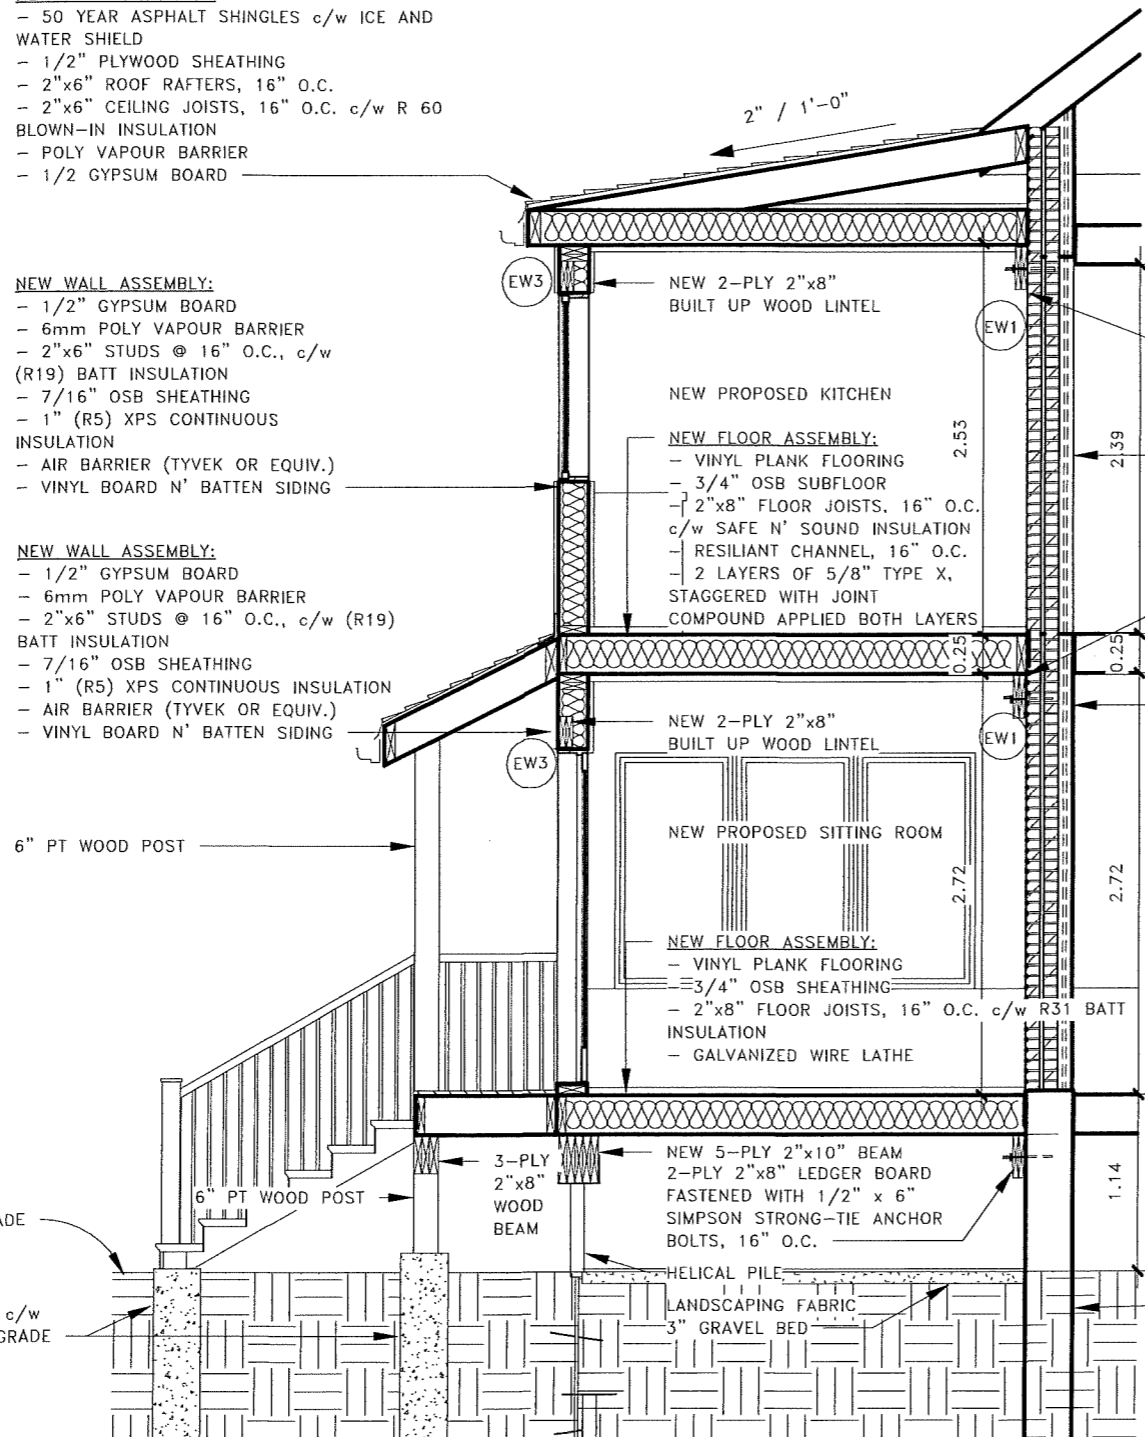 - 50 YEAR ASPHALT SHINGLES c/w ICE AND
WATER SHIELD
- 1/2" PLYWOOD SHEATHING
- 2"x6" ROOF RAFTERS, 16" O.C.
- 2"x6" CEILING JOISTS, 16" O.C. c/w R 60
BLOWN-IN INSULATION
- POLY VAPOUR BARRIER
- 1/2 GYPSUM BOARD
2" / 1'-0"
NEW WALL ASSEMBLY:
- 1/2" GYPSUM BOARD
- 6mm POLY VAPOUR BARRIER
- 2"x6" STUDS @ 16" O.C., c/w
(R19) BATT INSULATION
- 7/16" OSB SHEATHING
- 1" (R5) XPS CONTINUOUS
INSULATION
- AIR BARRIER (TYVEK OR EQUIV.)
- VINYL BOARD N' BATTEN SIDING
EW3
NEW 2-PLY 2"x8"
BUILT UP WOOD LINTEL
EW1
NEW PROPOSED KITCHEN
2.53
2.39
NEW FLOOR ASSEMBLY:
- VINYL PLANK FLOORING
- 3/4" OSB SUBFLOOR
- 2"x8" FLOOR JOISTS, 16" O.C.
c/w SAFE N' SOUND INSULATION
- RESILIANT CHANNEL, 16" O.C.
- 2 LAYERS OF 5/8" TYPE X,
STAGGERED WITH JOINT
COMPOUND APPLIED BOTH LAYERS
NEW WALL ASSEMBLY:
- 1/2" GYPSUM BOARD
- 6mm POLY VAPOUR BARRIER
- 2"x6" STUDS @ 16" O.C., c/w (R19)
BATT INSULATION
- 7/16" OSB SHEATHING
- 1" (R5) XPS CONTINUOUS INSULATION
- AIR BARRIER (TYVEK OR EQUIV.)
- VINYL BOARD N' BATTEN SIDING
0.25
0.25
NEW 2-PLY 2"x8"
BUILT UP WOOD LINTEL
EW3
EW1
6" PT WOOD POST
NEW PROPOSED SITTING ROOM
2.72
2.72
NEW FLOOR ASSEMBLY:
- VINYL PLANK FLOORING
- 3/4" OSB SHEATHING
- 2"x8" FLOOR JOISTS, 16" O.C. c/w R31 BATT
INSULATION
- GALVANIZED WIRE LATHE
3-PLY
2"x8"
WOOD
BEAM
6" PT WOOD POST
NEW 5-PLY 2"x10" BEAM
2-PLY 2"x8" LEDGER BOARD
FASTENED WITH 1/2" x 6"
SIMPSON STRONG-TIE ANCHOR
BOLTS, 16" O.C.
1.14
ADE
HELICAL PILE
LANDSCAPING FABRIC
3" GRAVEL BED
c/w
GRADE